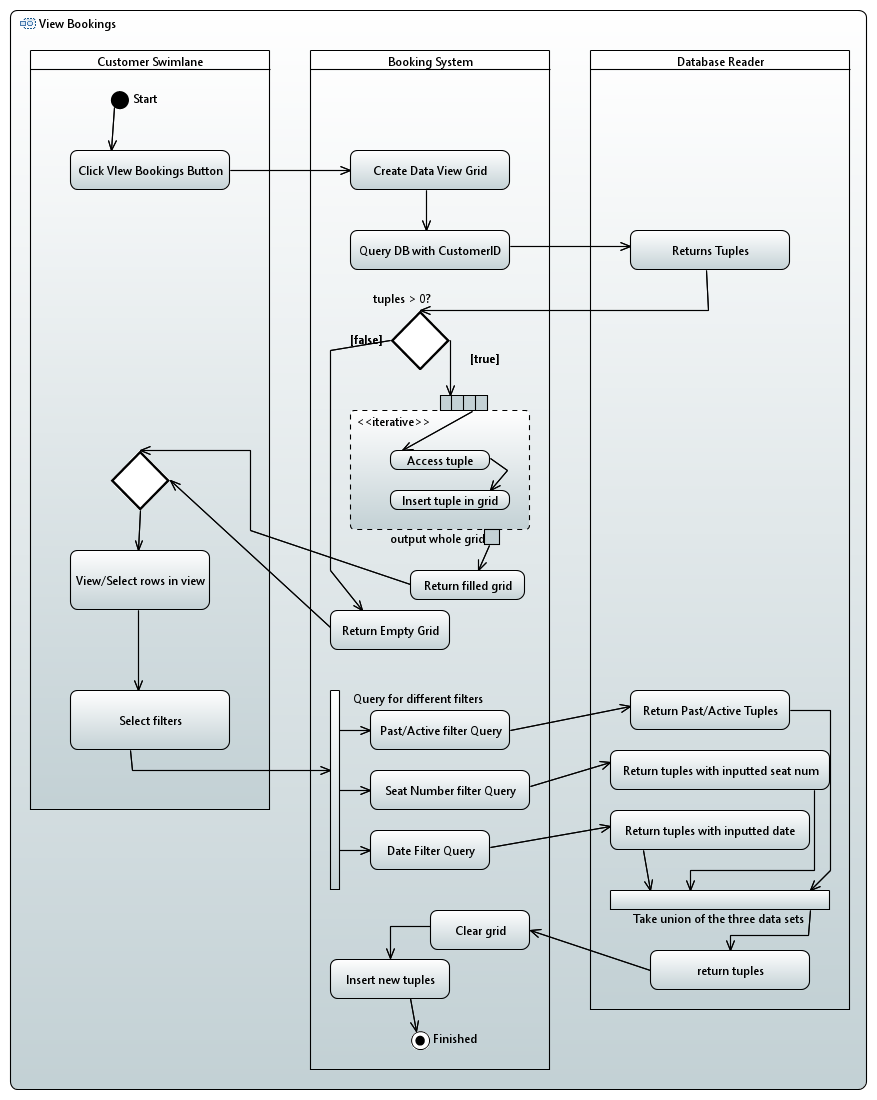 View Bookings
Customer Swimlane
Booking System
Database Reader
Start
Click VIew Bookings Button
Create Data View Grid
Query DB with CustomerID
Returns Tuples
tuples > 0?
[false]
[true]
<<iterative>>
Access tuple
Insert tuple in grid
output whole grid
Return filled grid
View/Select rows in view
Return Empty Grid
Select filters
Query for different filters
Past/Active filter Query
Return Past/Active Tuples
Seat Number filter Query
Return tuples with inputted seat num
Date Filter Query
Return tuples with inputted date
Take union of the three data sets
Clear grid
return tuples
Insert new tuples
Finished